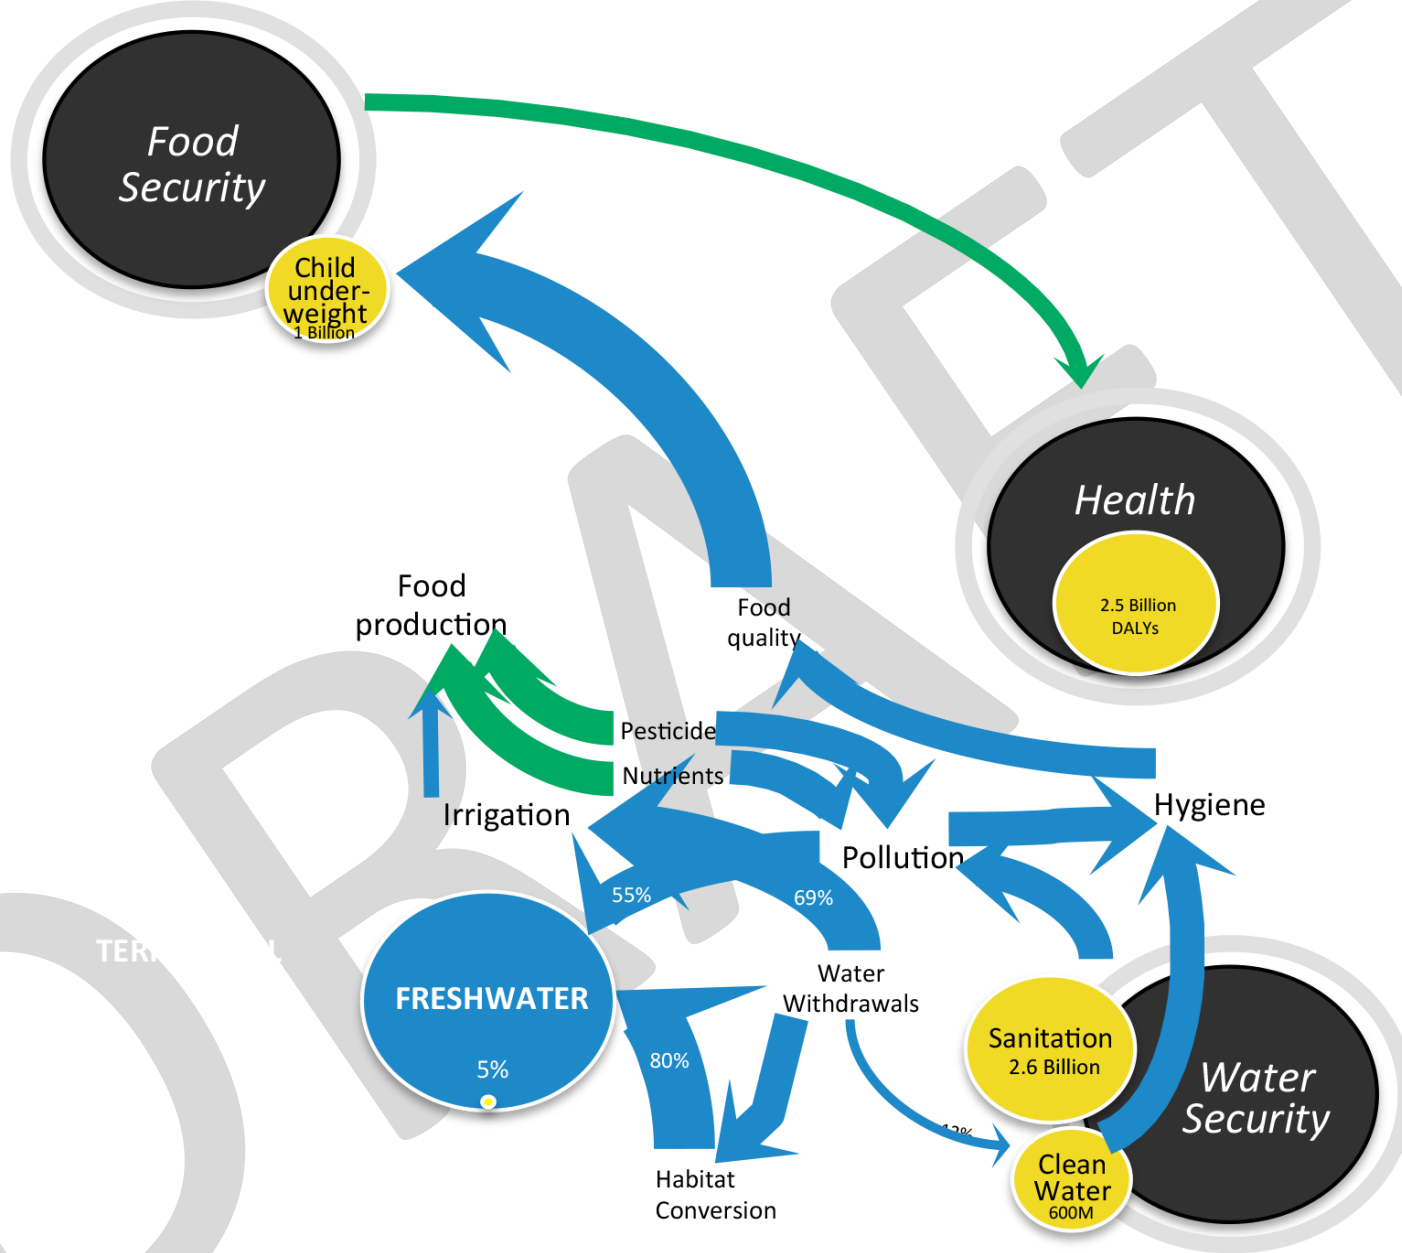 Food
Security
Child
under-
weight
1 Billion
Health
2.5 Billion
DALYs
Food
production
Food
quality
Pesticide
Nutrients
Irrigation
Hygiene
Pollution
55%
69%
FRESHWATER
5%
Water
Withdrawals
80%
12%
Sanitation
2.6 Billion
Water
Security
Clean
Water
600M
Habitat
Conversion